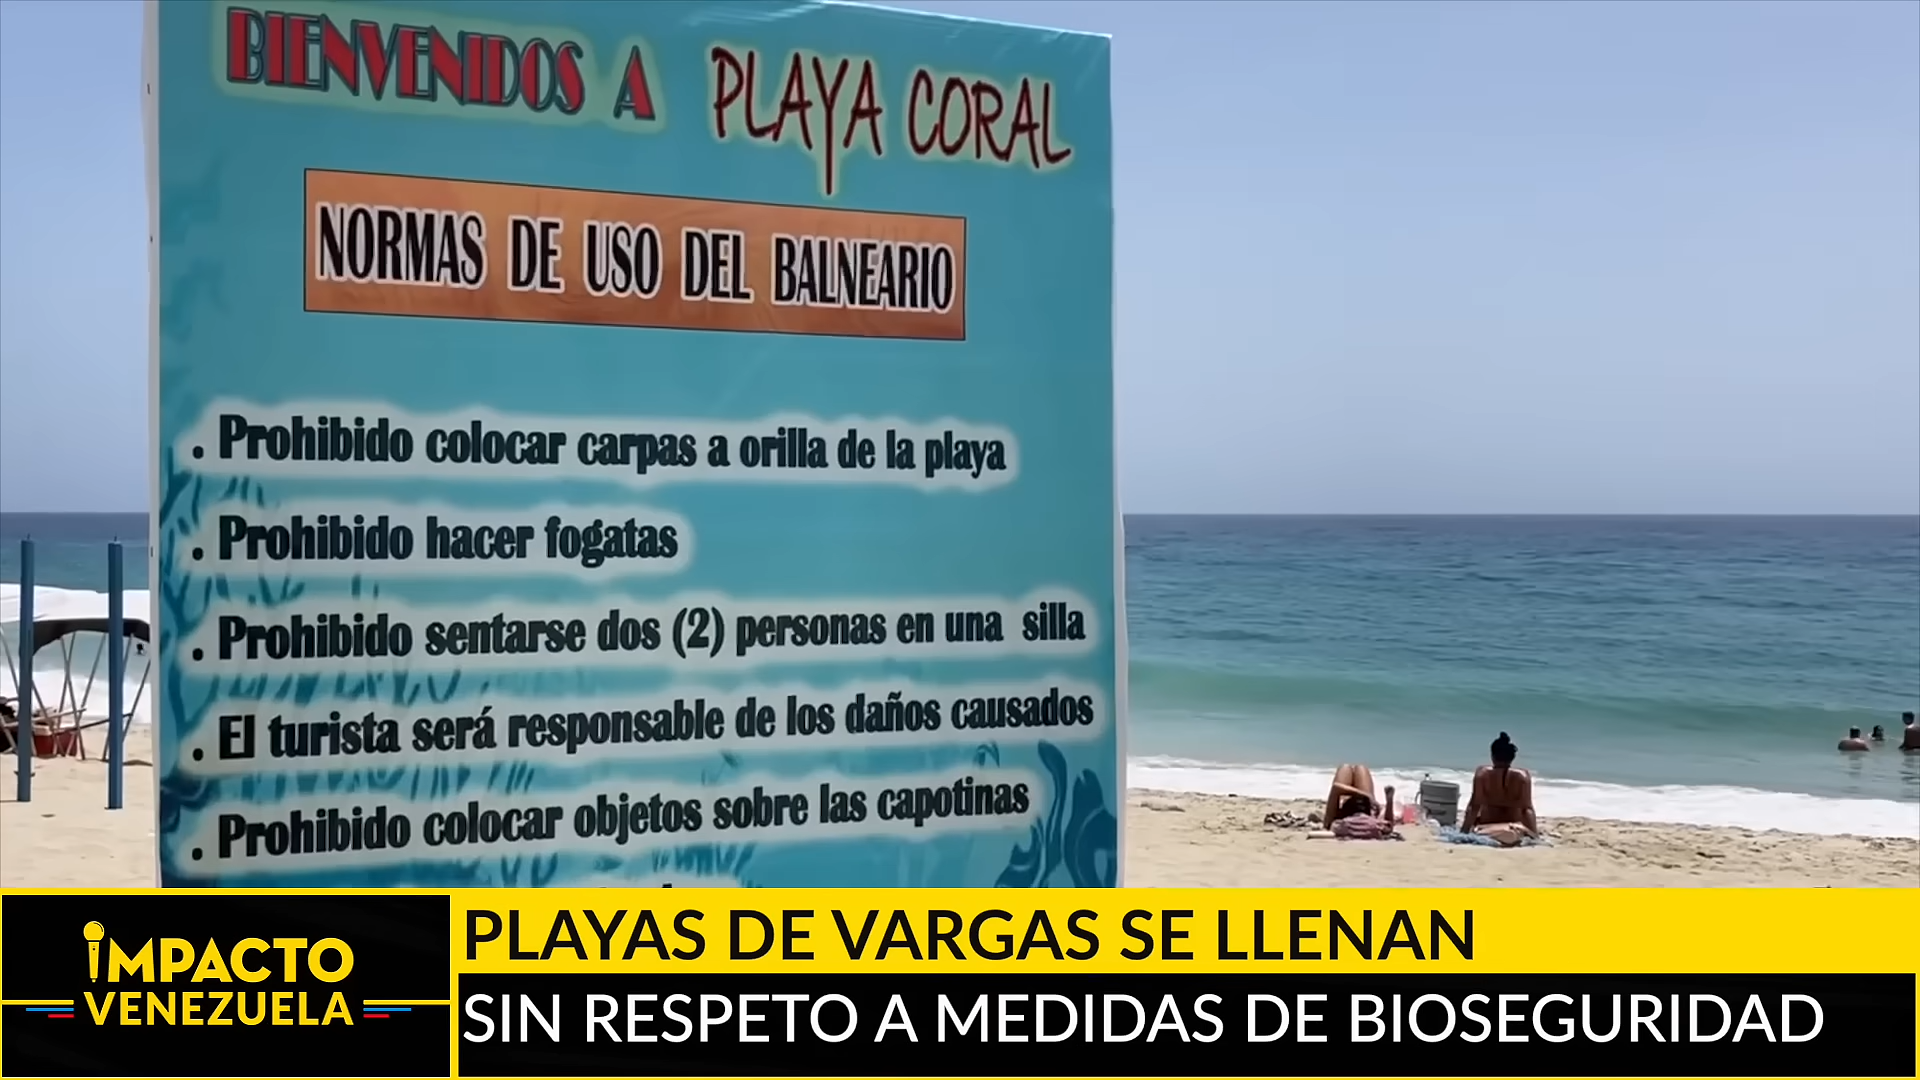 BIENVENIDOS A PLAYA CORAL
NORMAS DE USO DEL BALNEARIO
. Prohibido colocar carpas a orilla de la playa
. Prohibido hacer fogatas
. Prohibido sentarse dos (2) personas en una silla
. El turista será responsable de los daños causados
. Prohibido colocar objetos sobre las capotinas
IMPACTO
VENEZUELA
PLAYAS DE VARGAS SE LLENAN
SIN RESPETO A MEDIDAS DE BIOSEGURIDAD